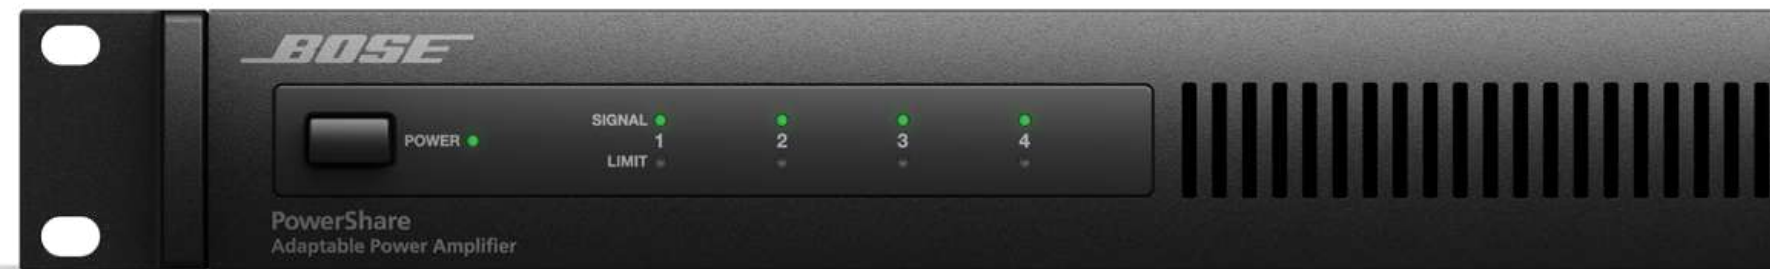 BOSE
POWER
SIGNAL
1 2 3 4
LIMIT
PowerShare
Adaptable Power Amplifier